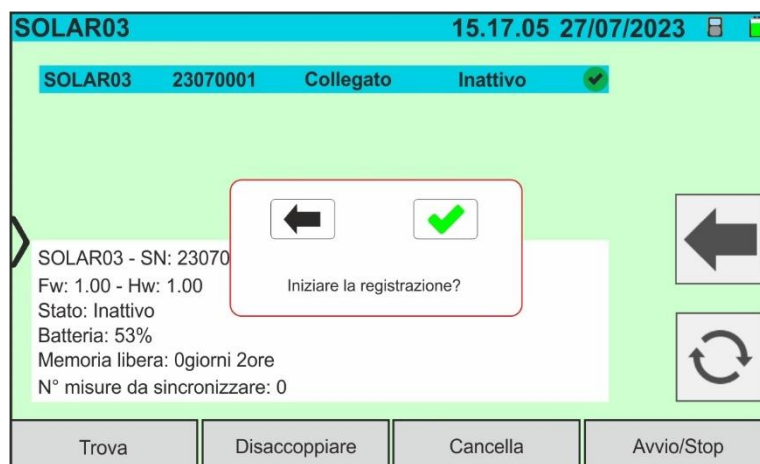 SOLAR03 15.17.05 27/07/2023
SOLAR03 23070001 Collegato Inattivo
Iniziare la registrazione?
SOLAR03 - SN: 23070
Fw: 1.00 - Hw: 1.00
Stato: Inattivo
Batteria: 53%
Memoria libera: 0giorni 2ore
N° misure da sincronizzare: 0
Trova Disaccoppiare Cancella Avvio/Stop